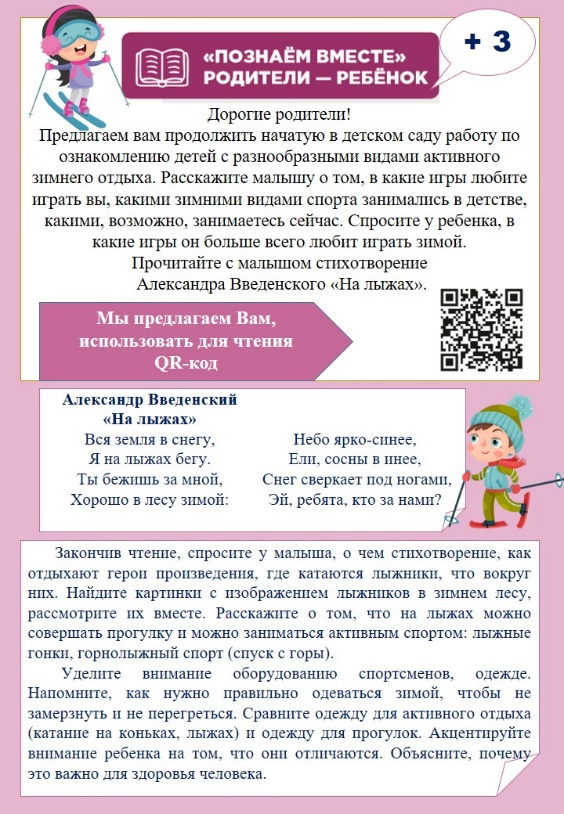 «ПОЗНАЁМ ВМЕСТЕ»
РОДИТЕЛИ — РЕБЁНОК
+ 3
Дорогие родители!
Предлагаем вам продолжить начатую в детском саду работу по
ознакомлению детей с разнообразными видами активного
зимнего отдыха. Расскажите малышу о том, в какие игры любите
играть вы, какими зимними видами спорта занимались в детстве,
какими, возможно, занимаетесь сейчас. Спросите у ребенка, в
какие игры он больше всего любит играть зимой.
Прочитайте с малышом стихотворение
Александра Введенского «На лыжах».
Мы предлагаем Вам,
использовать для чтения
QR-код
Александр Введенский
«На лыжах»
Вся земля в снегу,
Я на лыжах бегу.
Ты бежишь за мной,
Хорошо в лесу зимой:
Небо ярко-синее,
Ели, сосны в инее,
Снег сверкает под ногами,
Эй, ребята, кто за нами?
Закончив чтение, спросите у малыша, о чем стихотворение, как
отдыхают герои произведения, где катаются лыжники, что вокруг
них. Найдите картинки с изображением лыжников в зимнем лесу,
рассмотрите их вместе. Расскажите о том, что на лыжах можно
совершать прогулку и можно заниматься активным спортом: лыжные
гонки, горнолыжный спорт (спуск с горы).
Уделите внимание оборудованию спортсменов, одежде.
Напомните, как нужно правильно одеваться зимой, чтобы не
замерзнуть и не перегреться. Сравните одежду для активного отдыха
(катание на коньках, лыжах) и одежду для прогулок. Акцентируйте
внимание ребенка на том, что они отличаются. Объясните, почему
это важно для здоровья человека.